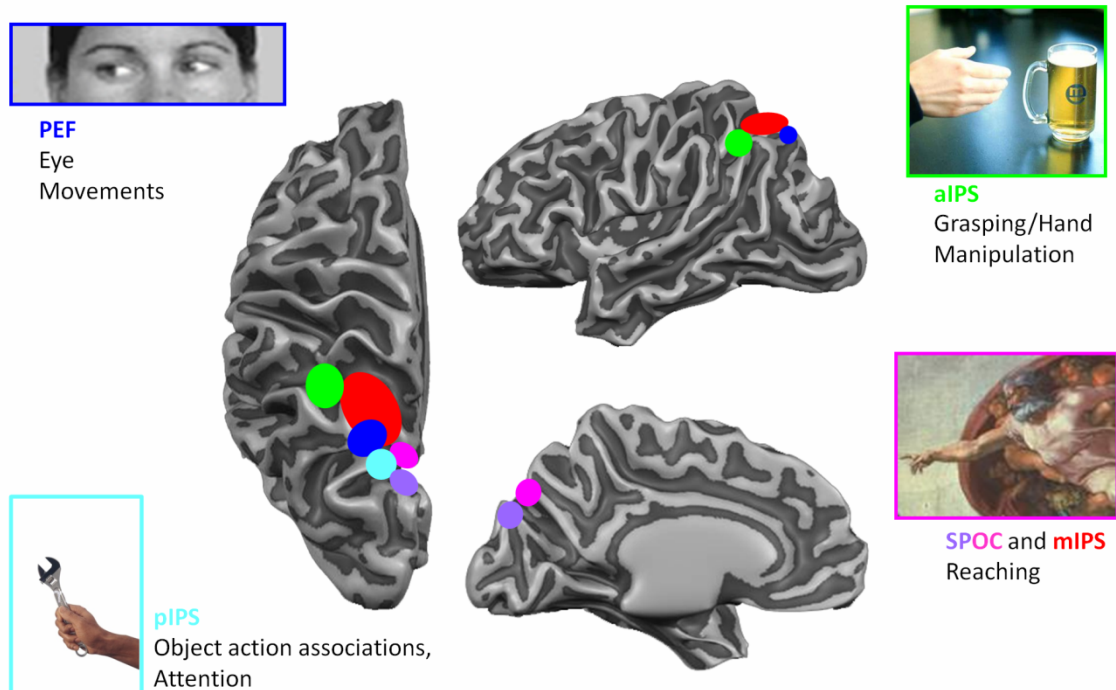 PEF
Eye
Movements
aIPS
Grasping/Hand
Manipulation
SPOC and mIPS
Reaching
pIPS
Object action associations,
Attention